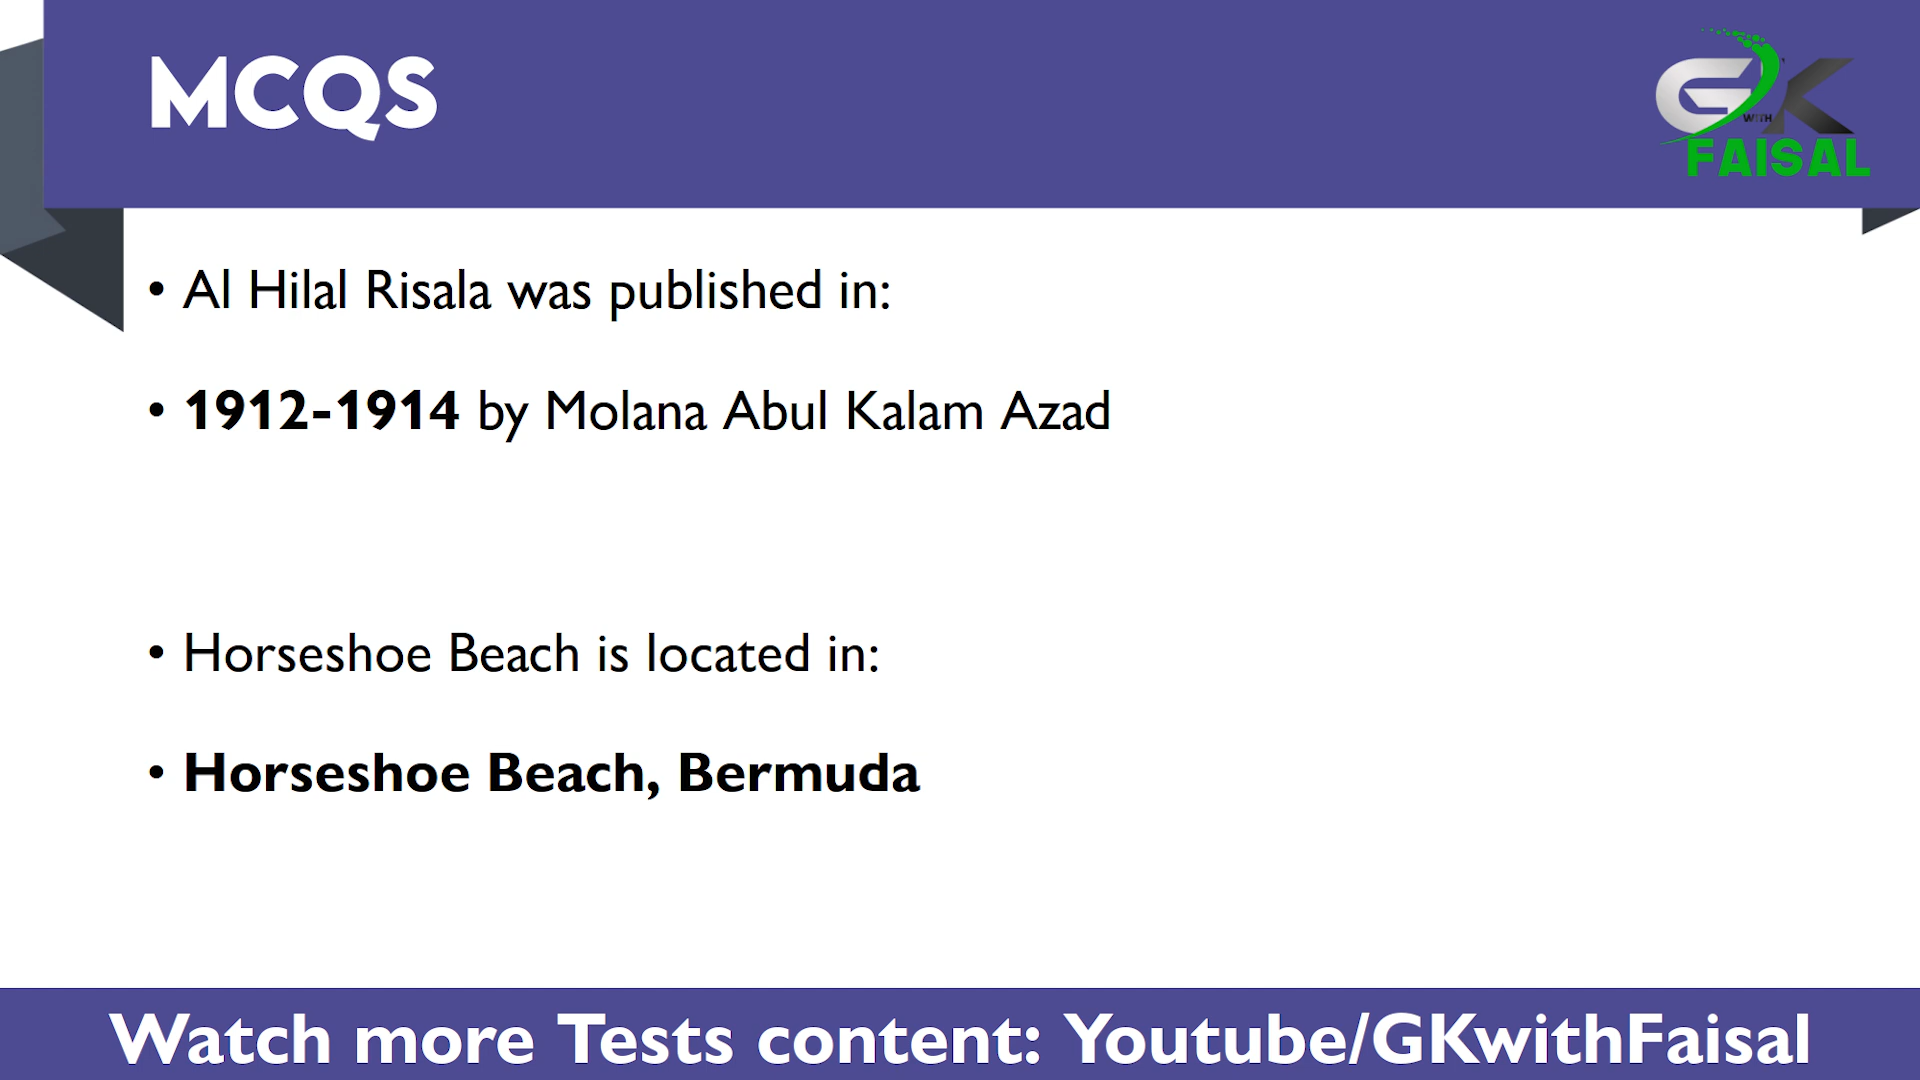 MCQS
GK
WITH
FAISAL
• Al Hilal Risala was published in:
• 1912-1914 by Molana Abul Kalam Azad
• Horseshoe Beach is located in:
• Horseshoe Beach, Bermuda
Watch more Tests content: Youtube/GKwithFaisal